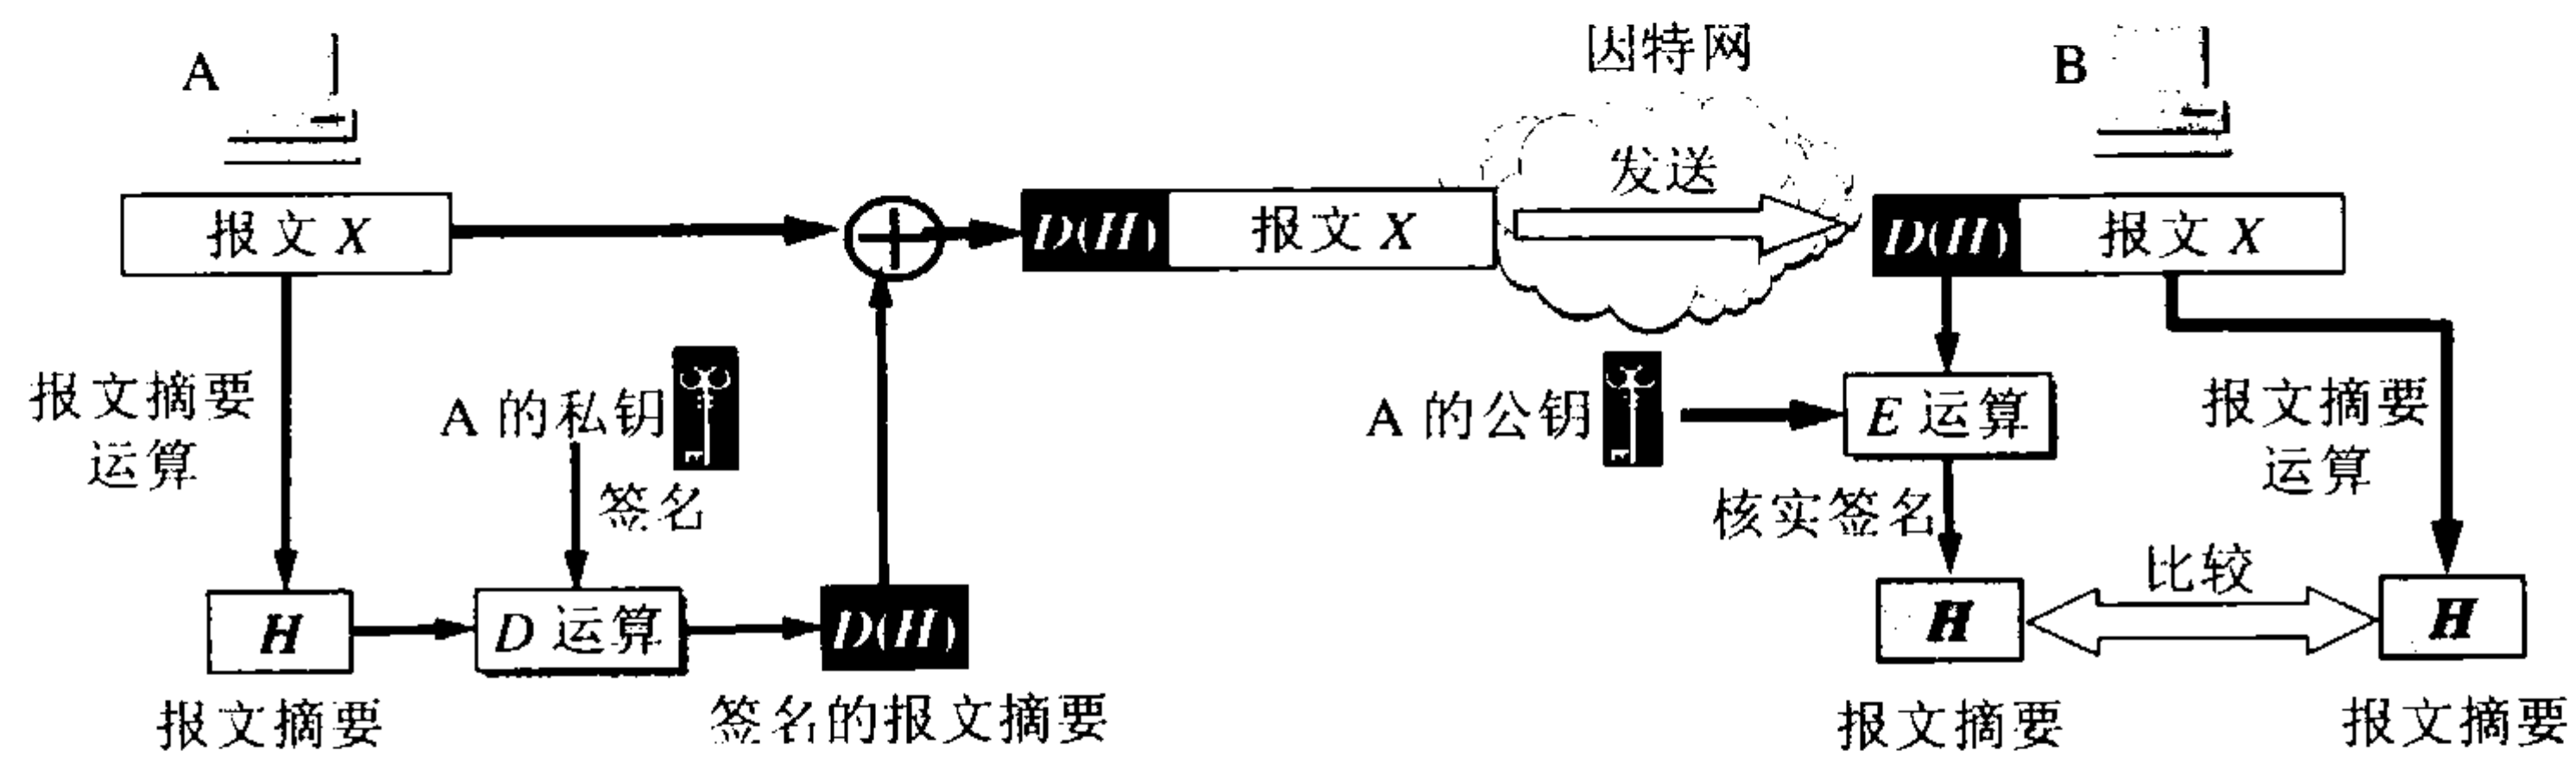 因特网
A
B
发送
报文 X
D(H)
报文 X
D(H)
报文 X
报文摘要
运算
A 的私钥
签名
A 的公钥
E 运算
报文摘要
运算
核实签名
比较
H
D 运算
D(H)
H
H
报文摘要
签名的报文摘要
报文摘要
报文摘要